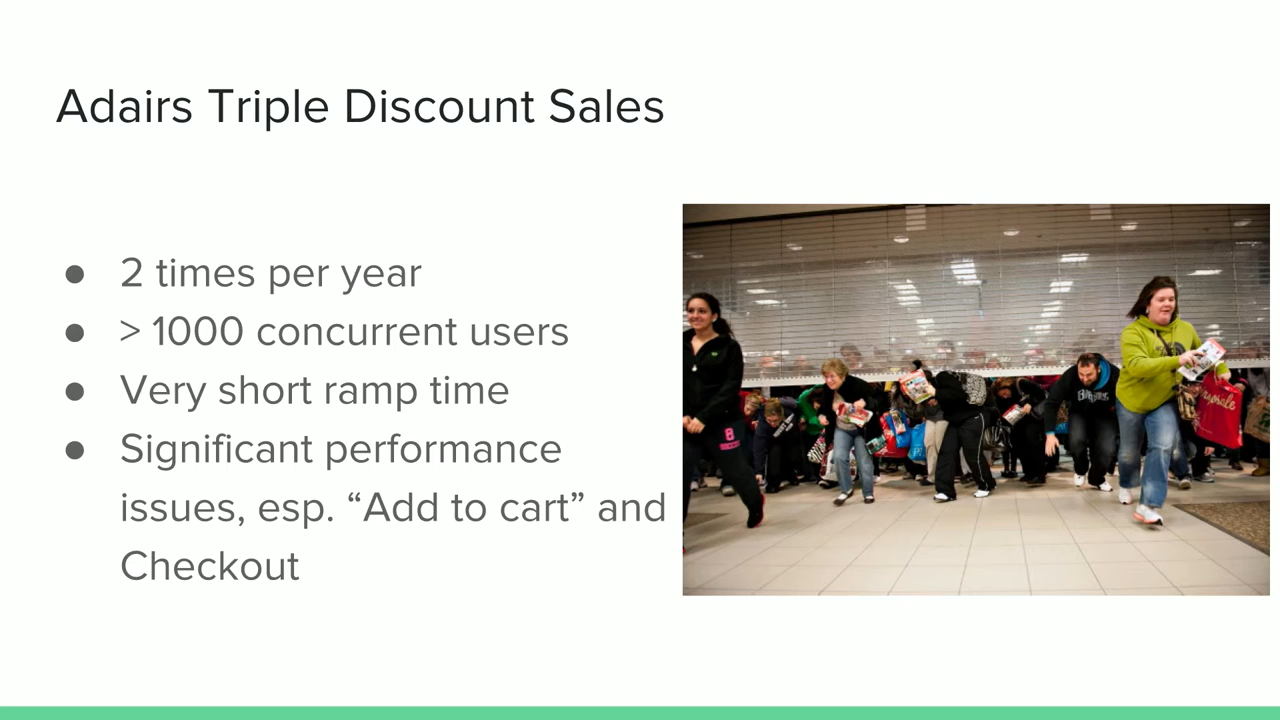 Adairs Triple Discount Sales
● 2 times per year
● > 1000 concurrent users
● Very short ramp time
● Significant performance
issues, esp. “Add to cart” and
Checkout
8